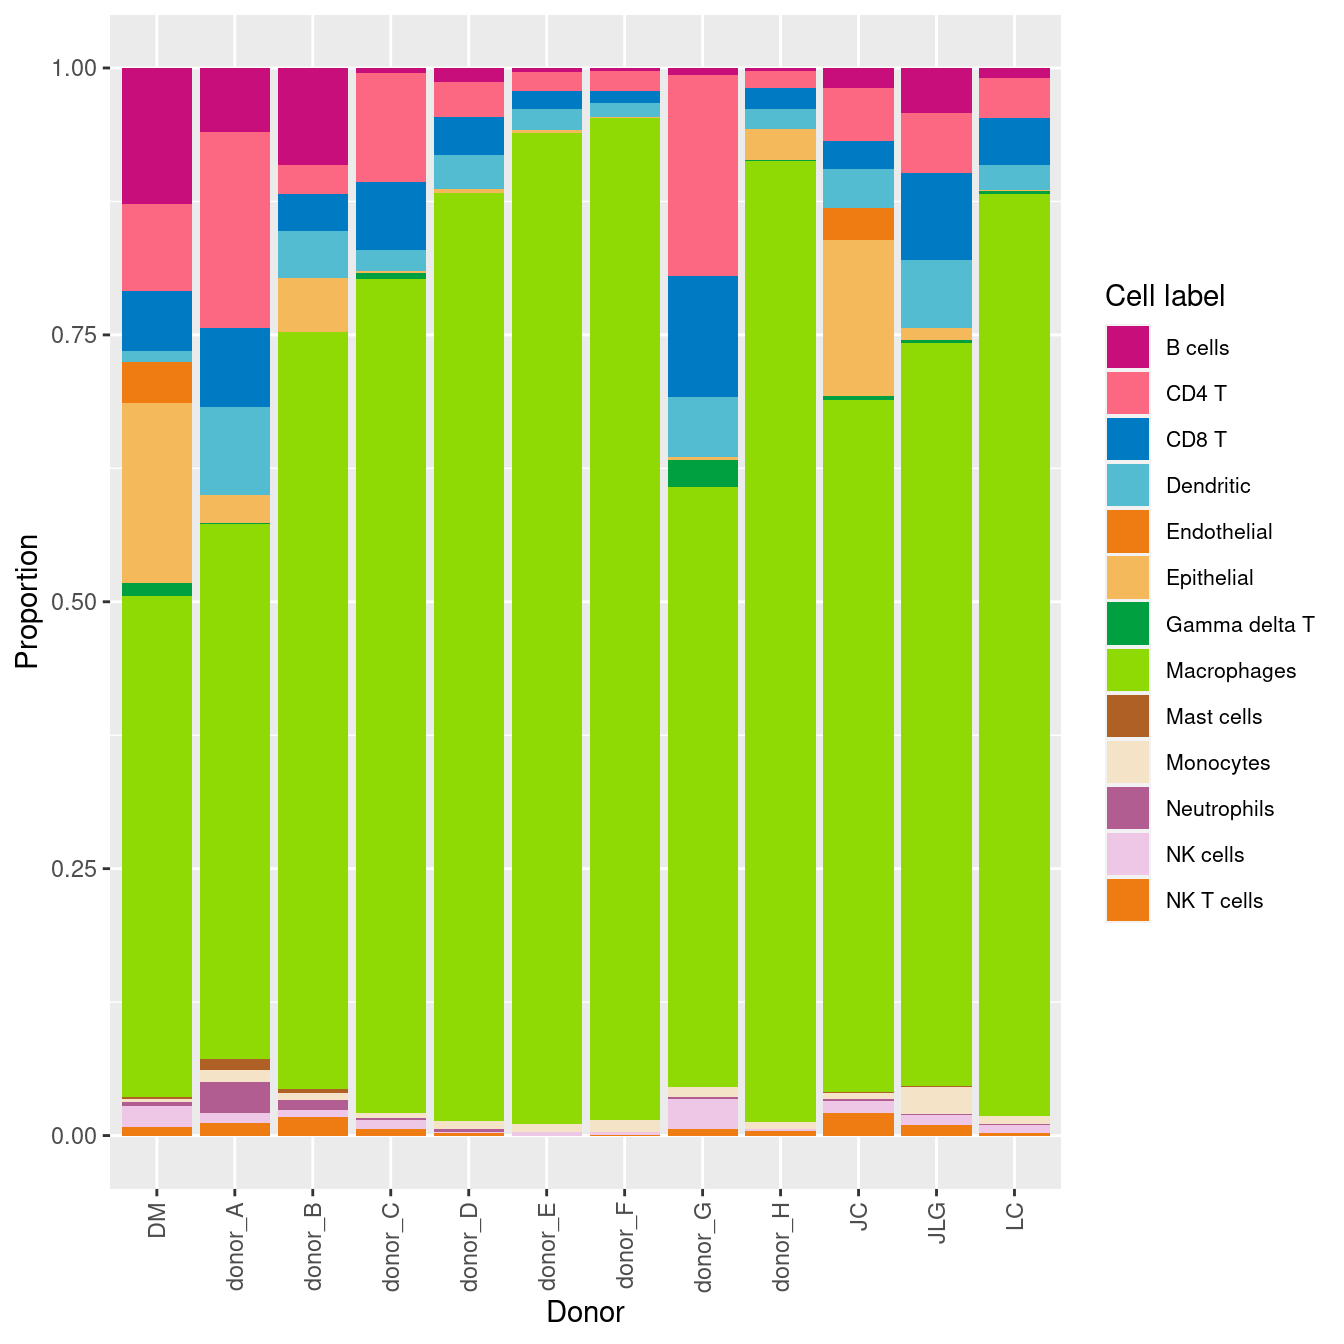 1.00
0.75
0.50
0.25
0.00
Proportion
DM
donor_A
donor_B
donor_C
donor_D
donor_E
donor_F
donor_G
donor_H
JC
JLG
LC
Donor
Cell label
B cells
CD4 T
CD8 T
Dendritic
Endothelial
Epithelial
Gamma delta T
Macrophages
Mast cells
Monocytes
Neutrophils
NK cells
NK T cells